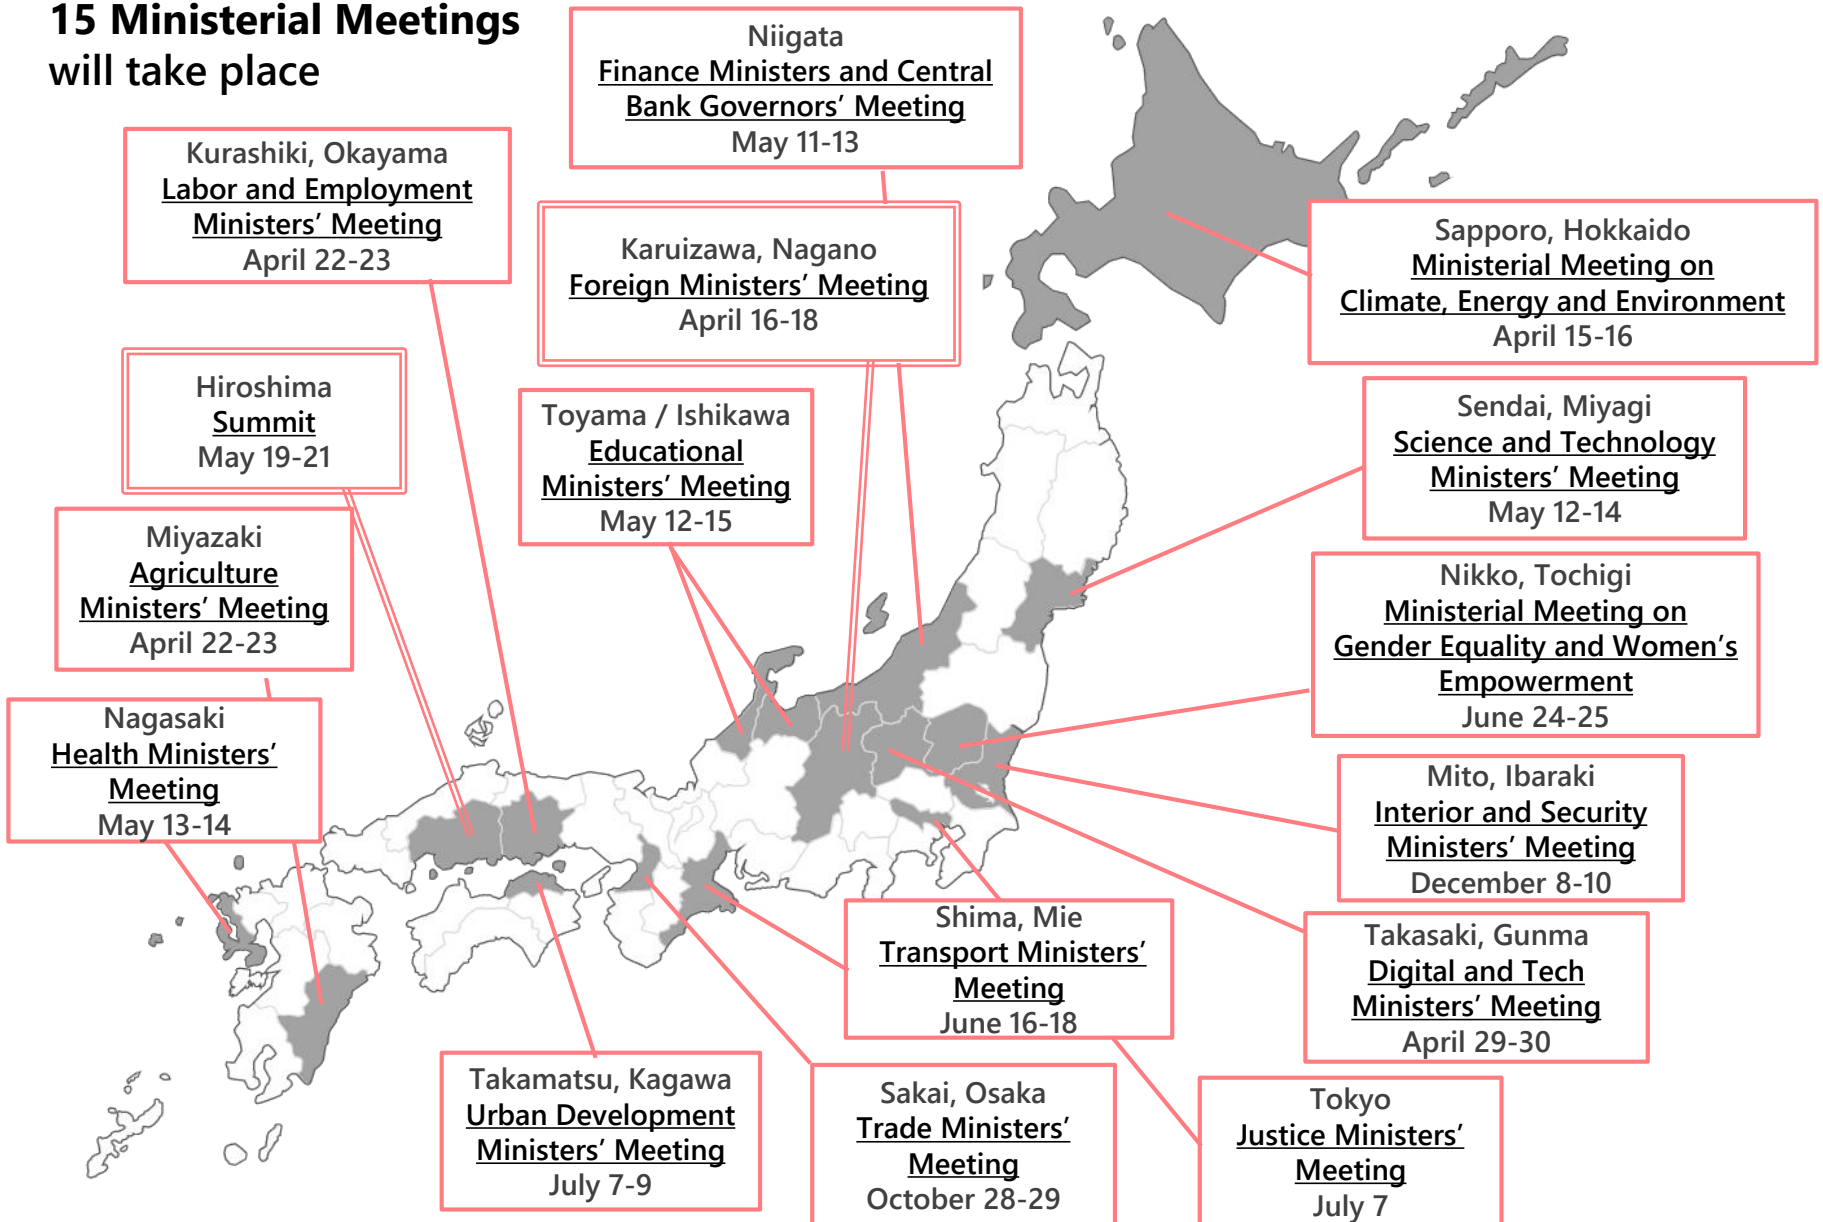 15 Ministerial Meetings
will take place
Niigata
Finance Ministers and Central
Bank Governors’ Meeting
May 11-13
Kurashiki, Okayama
Labor and Employment
Ministers’ Meeting
April 22-23
Karuizawa, Nagano
Foreign Ministers’ Meeting
April 16-18
Sapporo, Hokkaido
Ministerial Meeting on
Climate, Energy and Environment
April 15-16
Hiroshima
Summit
May 19-21
Toyama / Ishikawa
Educational
Ministers’ Meeting
May 12-15
Sendai, Miyagi
Science and Technology
Ministers’ Meeting
May 12-14
Miyazaki
Agriculture
Ministers’ Meeting
April 22-23
Nikko, Tochigi
Ministerial Meeting on
Gender Equality and Women’s
Empowerment
June 24-25
Nagasaki
Health Ministers’
Meeting
May 13-14
Mito, Ibaraki
Interior and Security
Ministers’ Meeting
December 8-10
Shima, Mie
Transport Ministers’
Meeting
June 16-18
Takasaki, Gunma
Digital and Tech
Ministers’ Meeting
April 29-30
Takamatsu, Kagawa
Urban Development
Ministers’ Meeting
July 7-9
Sakai, Osaka
Trade Ministers’
Meeting
October 28-29
Tokyo
Justice Ministers’
Meeting
July 7